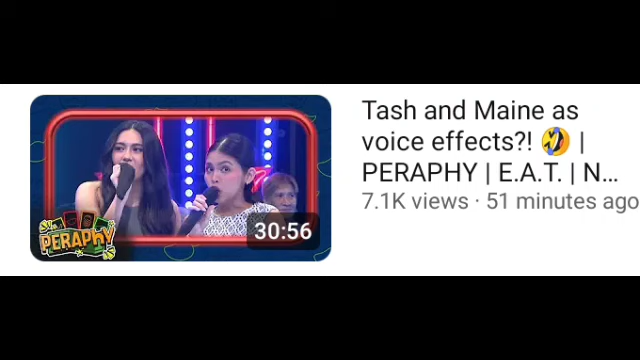 Tash and Maine as
voice effects?! 🤣 |
PERAPHY | E.A.T. | N...
7.1K views · 51 minutes ago
PERAPHY
30:56